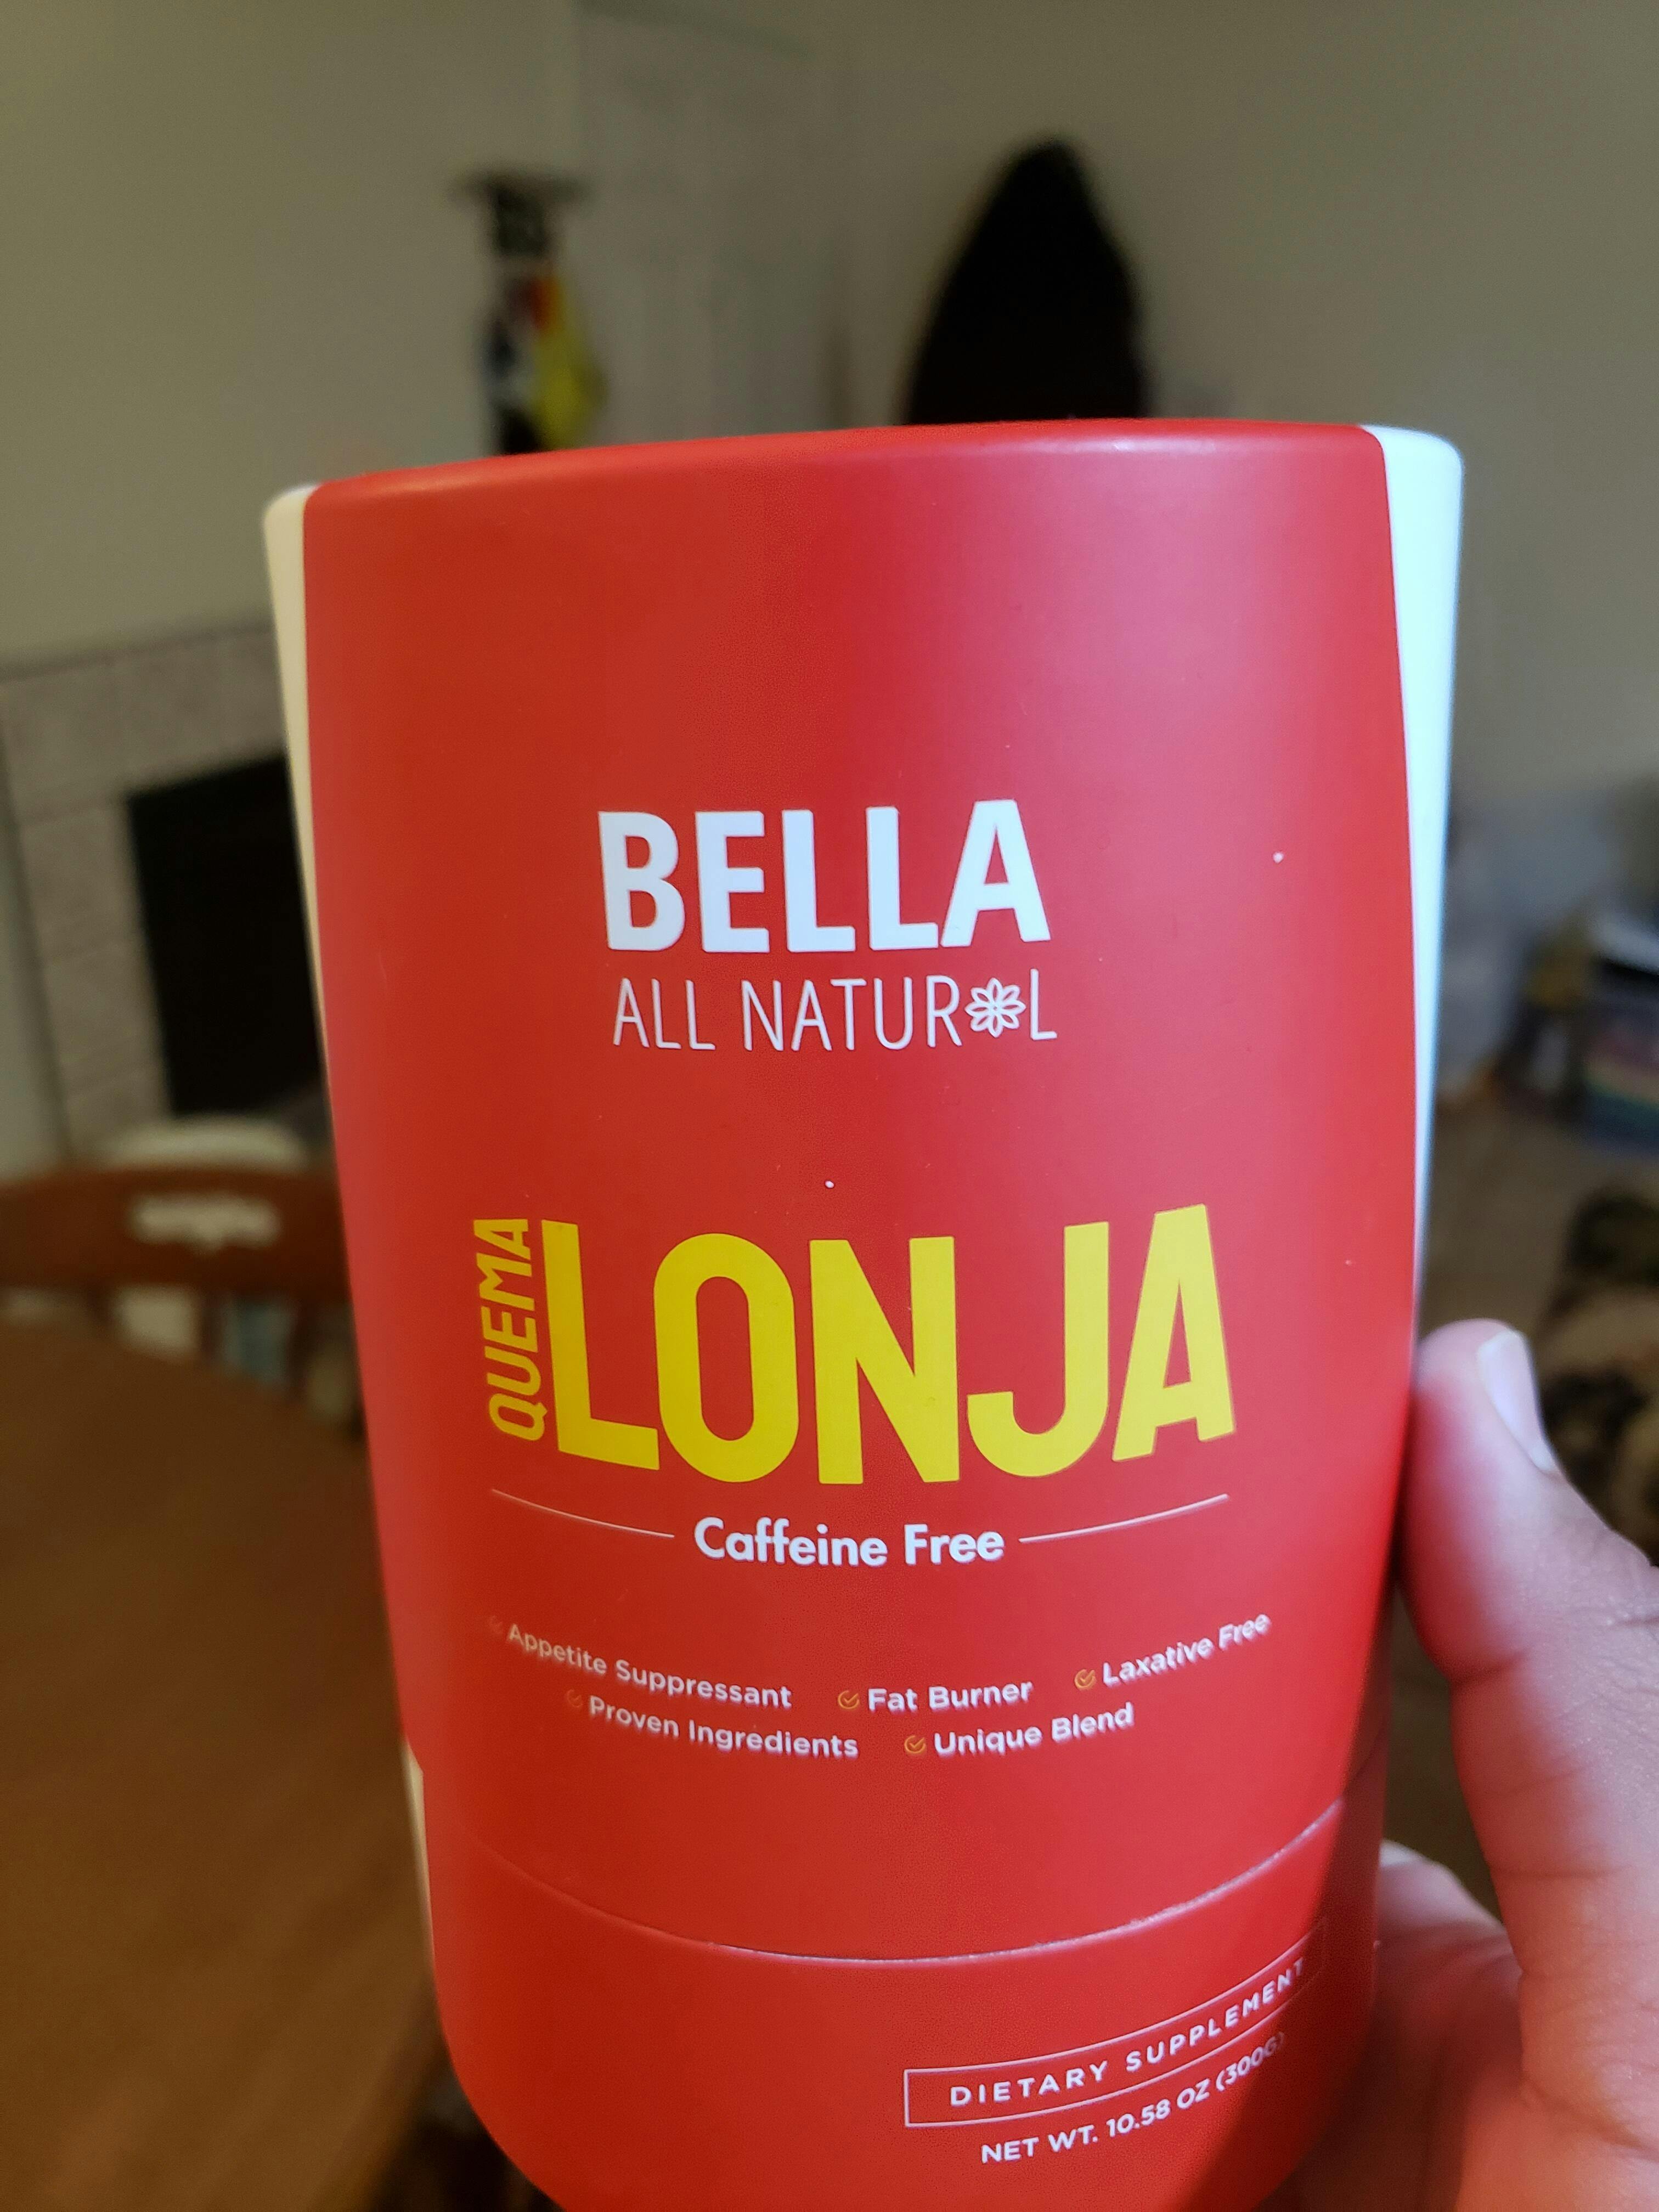 BELLA
ALL NATURAL
QUEMA
LONJA
Caffeine Free
Appetite Suppressant Fat Burner Laxative Free
Proven Ingredients Unique Blend
DIETARY SUPPLEMENT
NET WT. 10.58 OZ (300G)